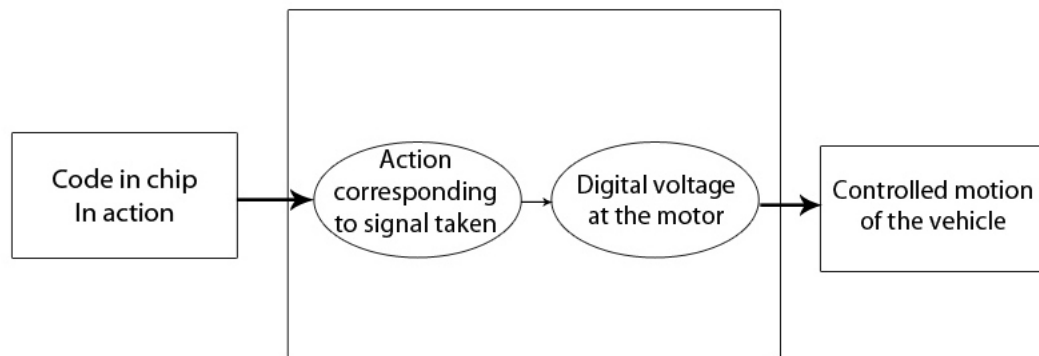 Code in chip
In action
Action
corresponding
to signal taken
Digital voltage
at the motor
Controlled motion
of the vehicle